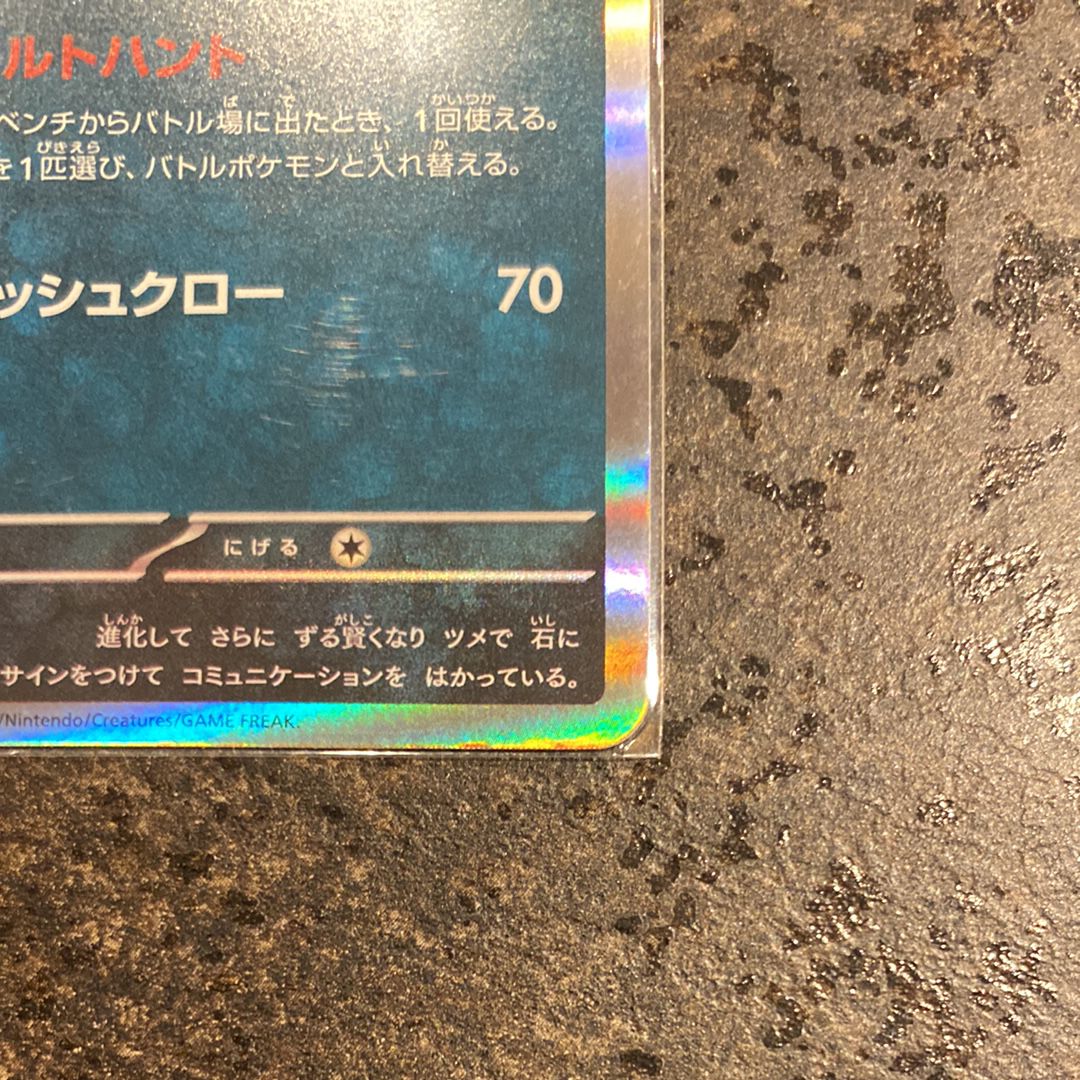 ルトハント
ベンチからバトル場に出たとき、1回使える。
を1匹選び、バトルポケモンと入れ替える。
ッシュクロー 70
にげる
進化して さらに ずる賢くなり ツメで 石に
サインをつけて コミュニケーションを はかっている。
/Nintendo/Creatures/GAME FREAK.